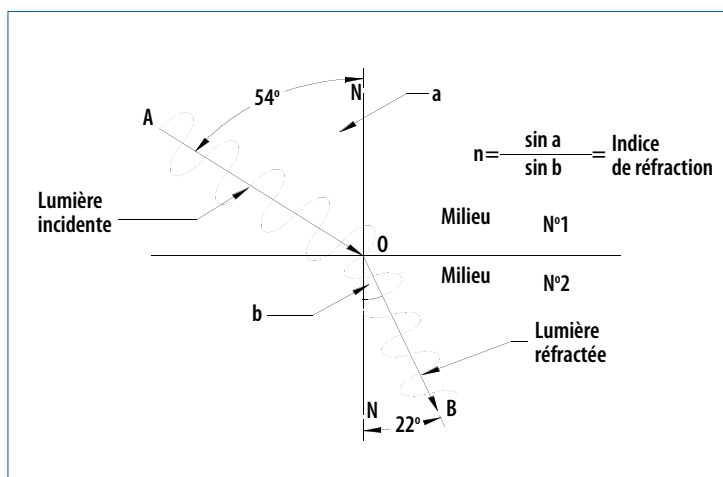 N
a
54º
A
n= sin a / sin b = Indice
de réfraction
Lumière
incidente
Milieu Nº1
O
Milieu Nº2
b
Lumière
réfractée
N
B
22º